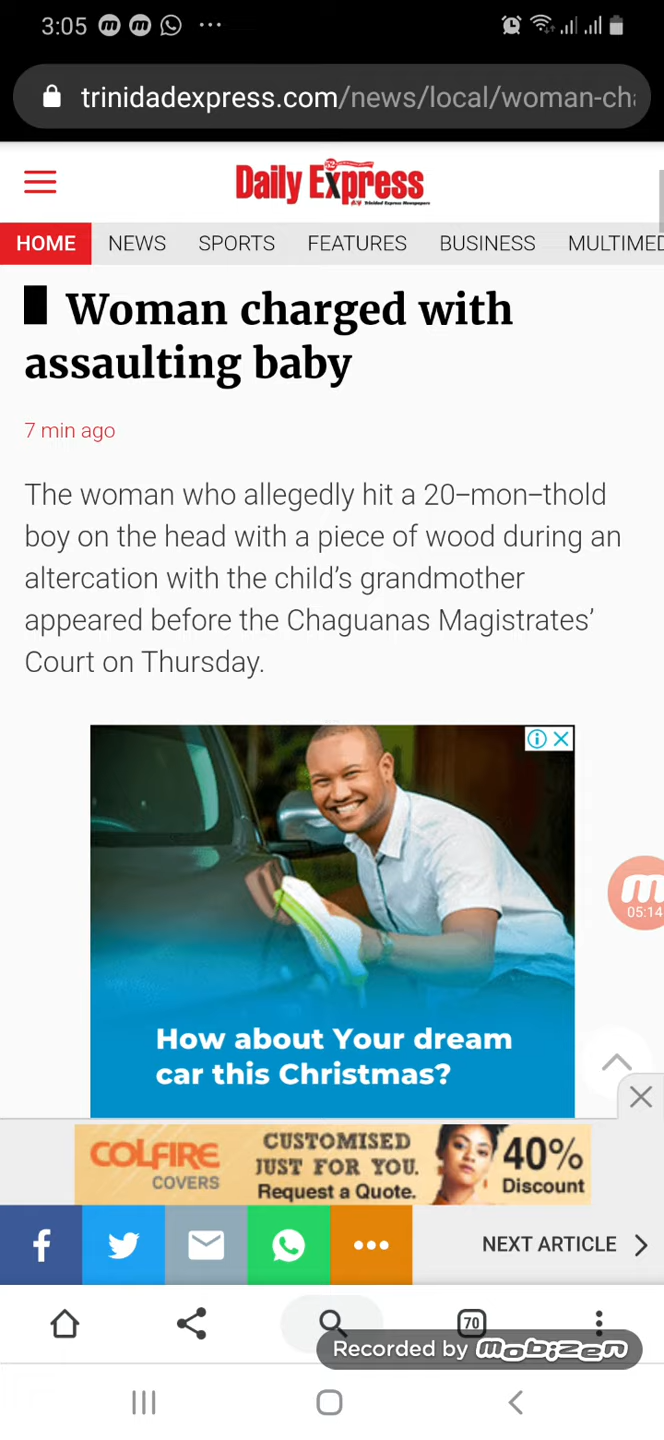 3:05
trinidadexpress.com/news/local/woman-cha
Daily Express
HOME NEWS SPORTS FEATURES BUSINESS MULTIMED
Woman charged with
assaulting baby
7 min ago
The woman who allegedly hit a 20-mon-thold
boy on the head with a piece of wood during an
altercation with the child's grandmother
appeared before the Chaguanas Magistrates'
Court on Thursday.
05:14
How about Your dream
car this Christmas?
COLFIRE
COVERS
CUSTOMISED
JUST FOR YOU.
Request a Quote.
40%
Discount
NEXT ARTICLE
70
Recorded by mobizen